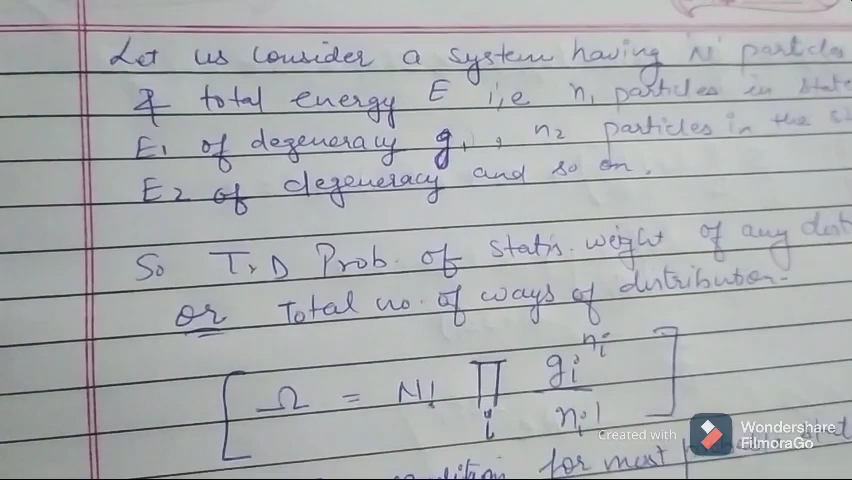 Let us consider a system having 'N' particles
& total energy E i,e n₁ particles in state
E₁ of degeneracy g₁, n₂ particles in the
E₂ of degeneracy and so on.
So T.D Prob. of Statis. weight of any dist
or Total no. of ways of distribution-
[Ω = N! ∏ᵢ gᵢ^nᵢ / nᵢ!]
Created with Wondershare FilmoraGo
for most